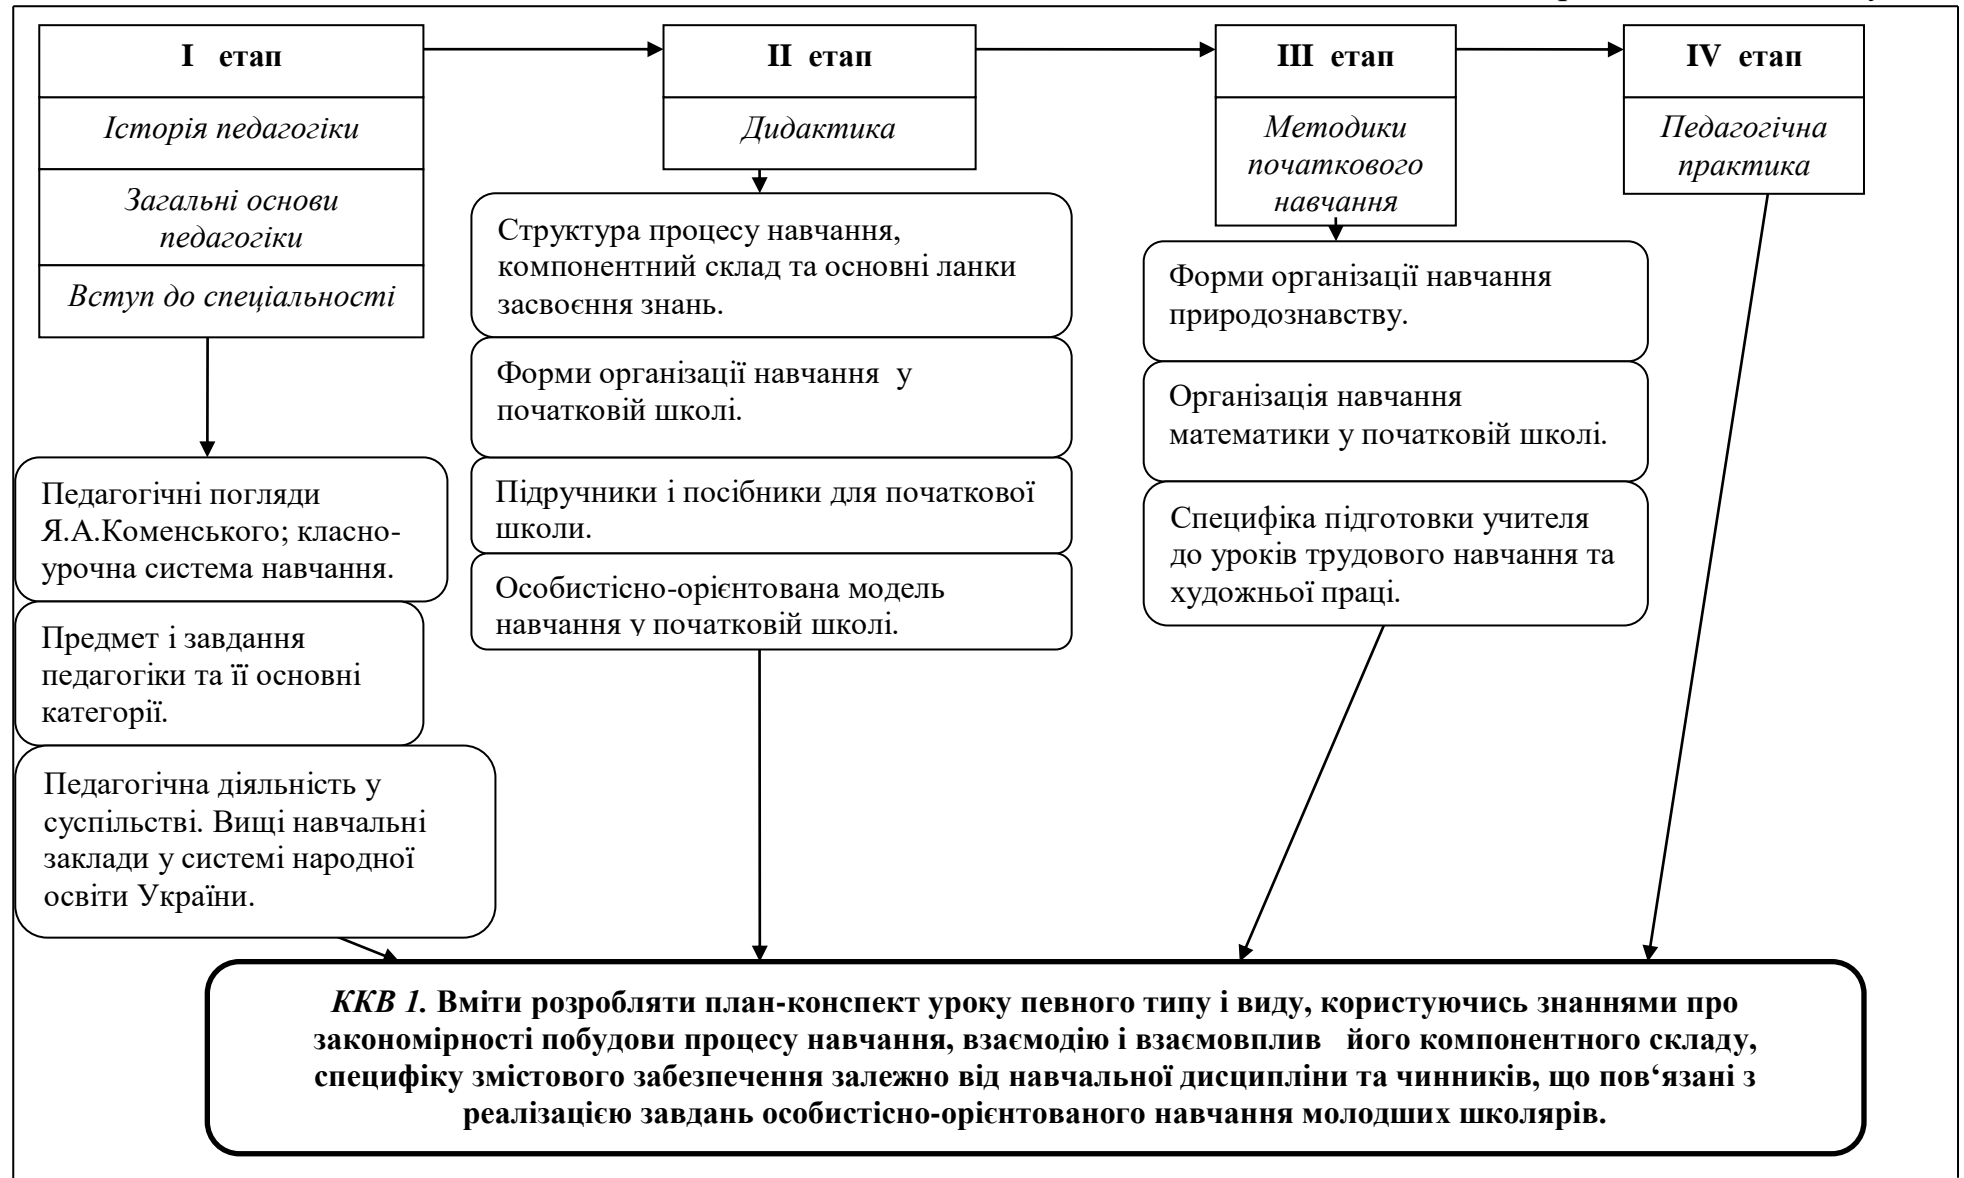 I етап
Історія педагогіки
Загальні основи
педагогіки
Вступ до спеціальності
Педагогічні погляди
Я.А.Коменського; класно-
урочна система навчання.
Предмет і завдання
педагогіки та її основні
категорії.
Педагогічна діяльність у
суспільстві. Вищі навчальні
заклади у системі народної
освіти України.
II етап
Дидактика
Структура процесу навчання,
компонентний склад та основні ланки
засвоєння знань.
Форми організації навчання у
початковій школі.
Підручники і посібники для початкової
школи.
Особистісно-орієнтована модель
навчання у початковій школі.
III етап
Методики
початкового
навчання
Форми організації навчання
природознавству.
Організація навчання
математики у початковій школі.
Специфіка підготовки учителя
до уроків трудового навчання та
художньої праці.
IV етап
Педагогічна
практика
ККВ 1. Вміти розробляти план-конспект уроку певного типу і виду, користуючись знаннями про
закономірності побудови процесу навчання, взаємодію і взаємовплив його компонентного складу,
специфіку змістового забезпечення залежно від навчальної дисципліни та чинників, що пов‘язані з
реалізацією завдань особистісно-орієнтованого навчання молодших школярів.